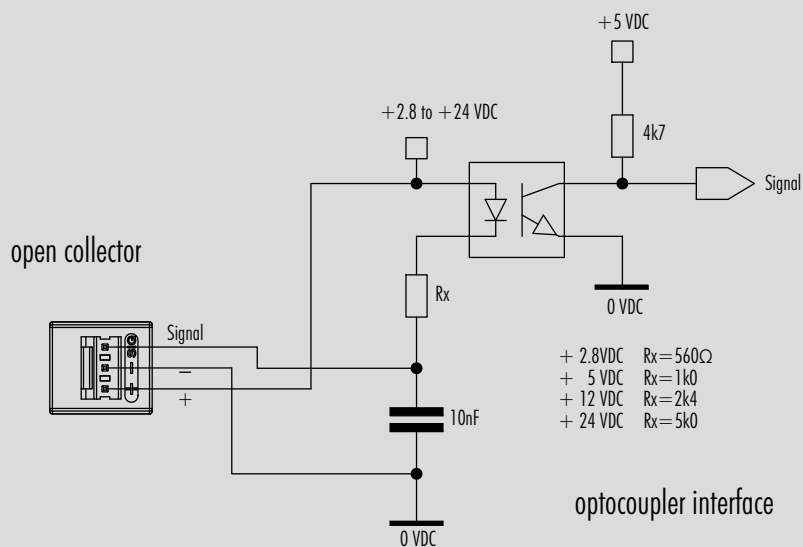 +5 VDC
+2.8 to +24 VDC
4k7
Signal
open collector
0 VDC
Rx
Signal
−
+
SIG
−
+
10nF
+ 2.8VDC Rx=560Ω
+ 5 VDC Rx=1k0
+ 12 VDC Rx=2k4
+ 24 VDC Rx=5k0
optocoupler interface
0 VDC